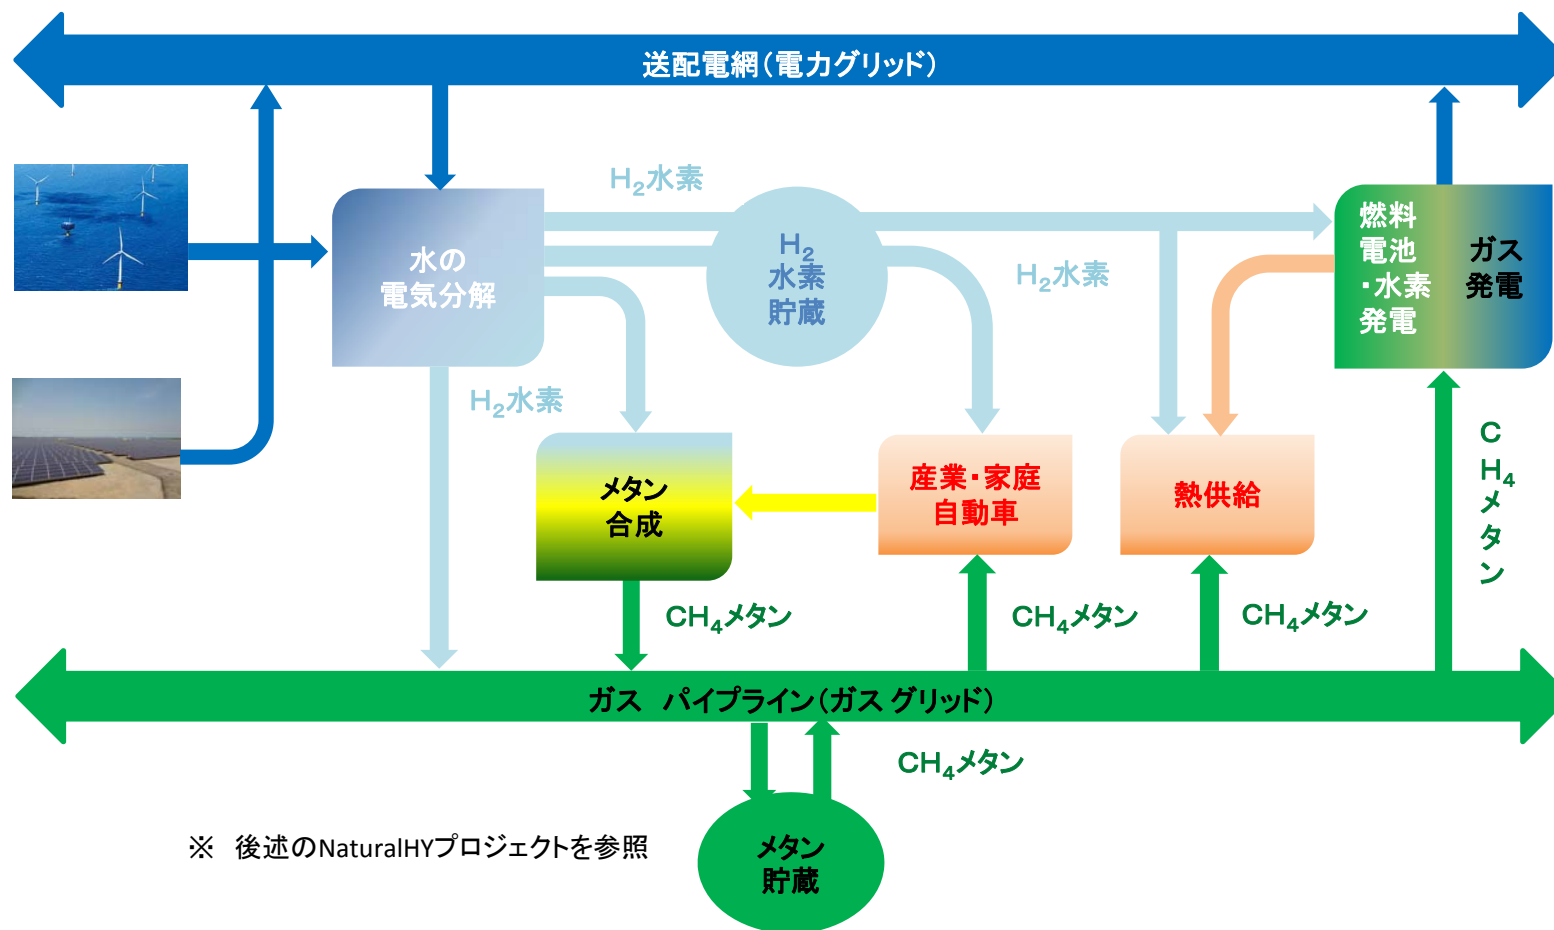 送配電網(電力グリッド)
H₂水素
水の
電気分解
H₂
水素
貯蔵
H₂水素
燃料
電池
・水素
発電
ガス
発電
H₂水素
メタン
合成
産業・家庭
自動車
熱供給
C
H₄
メ
タ
ン
CH₄メタン
CH₄メタン
CH₄メタン
ガス パイプライン(ガス グリッド)
CH₄メタン
※ 後述のNaturalHYプロジェクトを参照
メタン
貯蔵